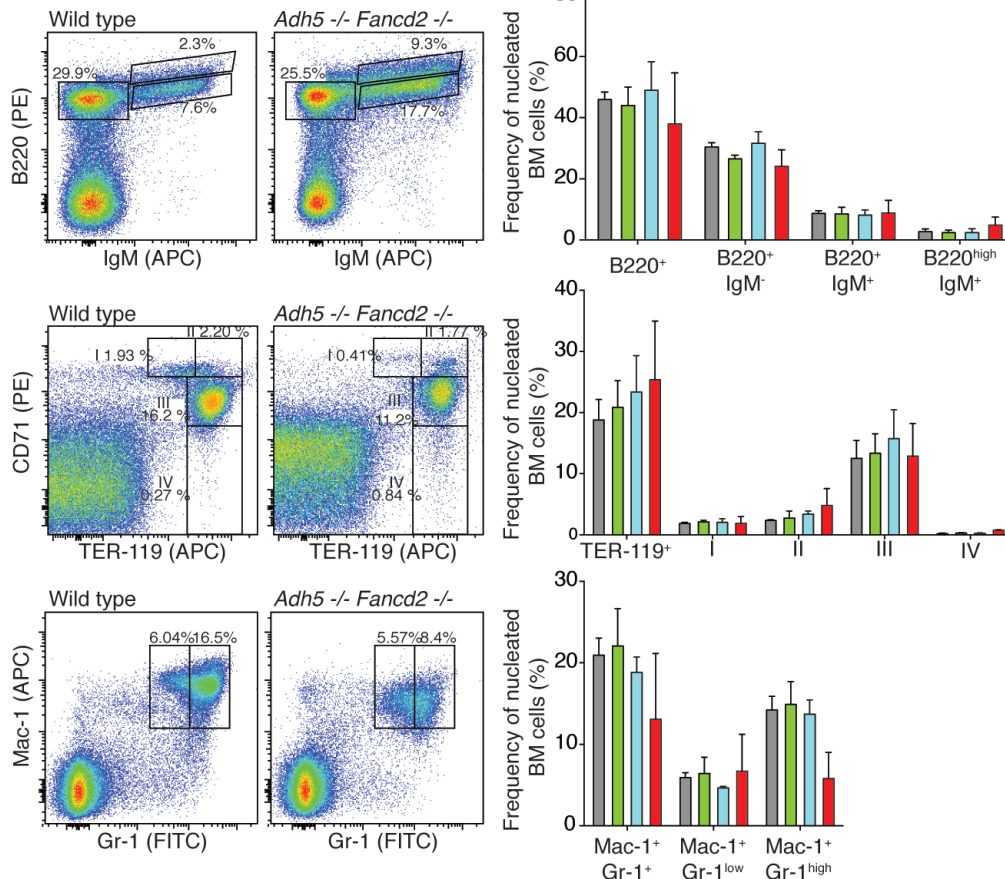 Wild type
Adh5 -/- Fancd2 -/-
2.3%
29.9%
7.6%
9.3%
25.5%
17.7%
B220 (PE)
IgM (APC)
IgM (APC)
Frequency of nucleated
BM cells (%)
60
40
20
0
B220+
B220+
IgM-
B220+
IgM+
B220high
IgM+
Wild type
Adh5 -/- Fancd2 -/-
II 2.20 %
I 1.93 %
III
16.2 %
IV
0.27 %
II 1.77 %
I 0.41%
III
11.2%
IV
0.84 %
CD71 (PE)
TER-119 (APC)
TER-119 (APC)
Frequency of nucleated
BM cells (%)
40
30
20
10
0
TER-119+
I
II
III
IV
Wild type
Adh5 -/- Fancd2 -/-
6.04%
16.5%
5.57%
8.4%
Mac-1 (APC)
Gr-1 (FITC)
Gr-1 (FITC)
Frequency of nucleated
BM cells (%)
30
20
10
0
Mac-1+
Gr-1+
Mac-1+
Gr-1low
Mac-1+
Gr-1high